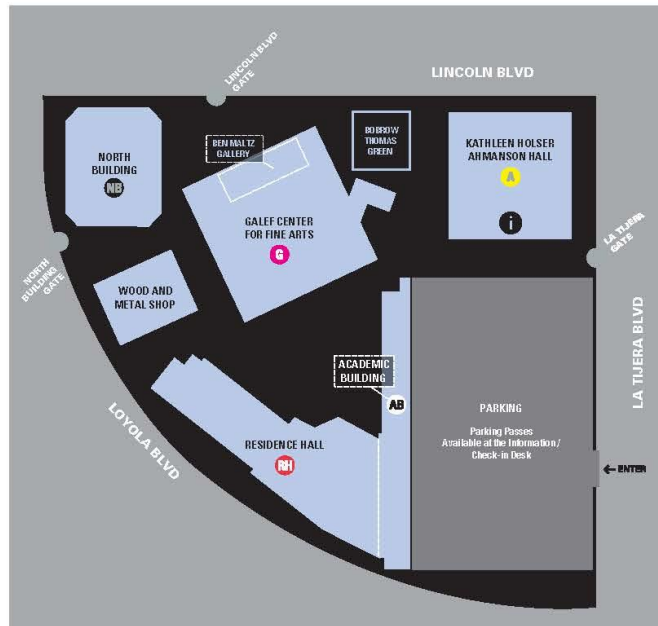 LINCOLN BLVD
GATE
LINCOLN BLVD
NORTH
BUILDING
NB
BEN MALTZ
GALLERY
BOBROW
THOMAS
GREEN
KATHLEEN HOLSER
AHMANSON HALL
A
i
GALEF CENTER
FOR FINE ARTS
G
LA TIJERA
GATE
NORTH
BUILDING
GATE
WOOD AND
METAL SHOP
LA TIJERA BLVD
ACADEMIC
BUILDING
AB
PARKING
Parking Passes
Available at the Information /
Check-in Desk
LOYOLA BLVD
RESIDENCE HALL
RH
← ENTER